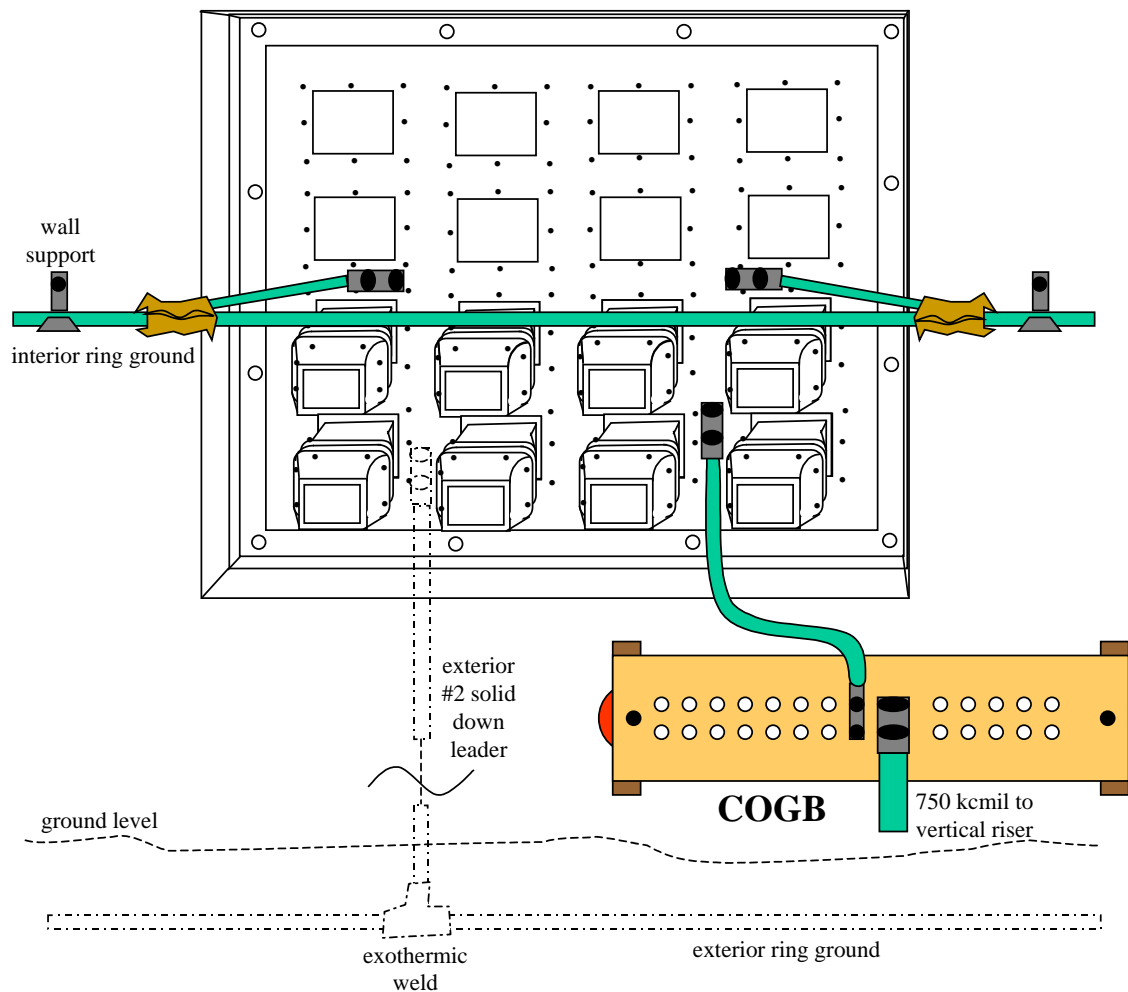 wall
support
interior ring ground
exterior
#2 solid
down
leader
COGB
750 kcmil to
vertical riser
ground level
exothermic
weld
exterior ring ground